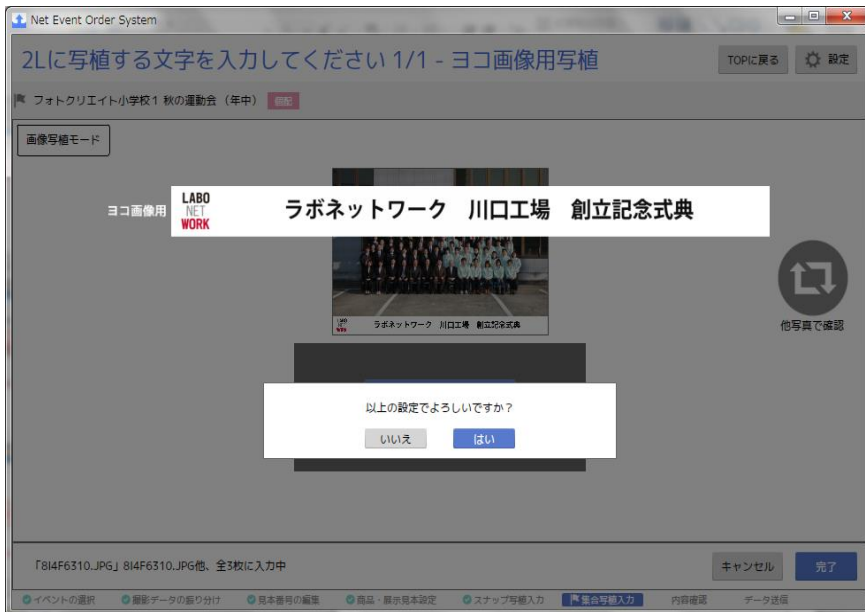 Net Event Order System
2Lに写植する文字を入力してください 1/1 - ヨコ画像用写植
TOPに戻る
設定
フォトクリエイト小学校1 秋の運動会 （年中） 個配
画像写植モード
ヨコ画像用
LABO
NET
WORK
ラボネットワーク 川口工場 創立記念式典
LABO
NET
WORK
ラボネットワーク 川口工場 創立記念式典
他写真で確認
以上の設定でよろしいですか？
いいえ
はい
「8I4F6310.JPG」8I4F6310.JPG他、全3枚に入力中
キャンセル
完了
イベントの選択
撮影データの振り分け
見本番号の編集
商品・展示見本設定
スナップ写植入力
集合写植入力
内容確認
データ送信